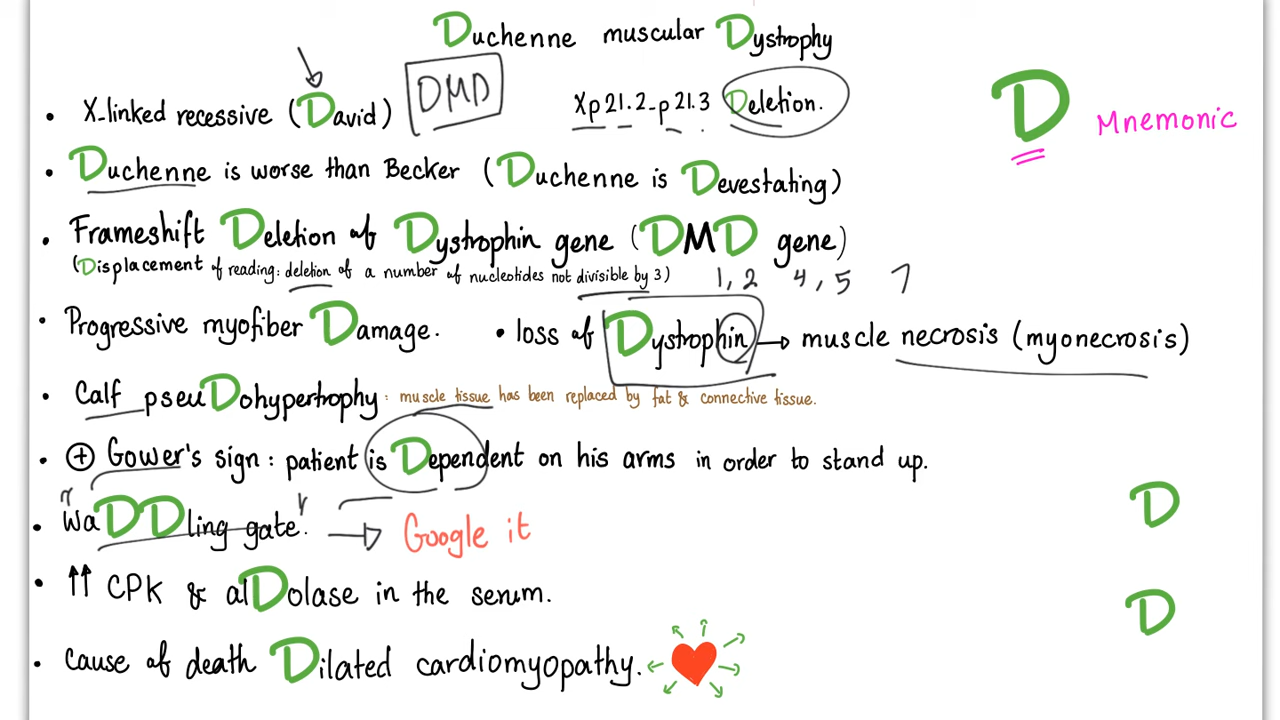 Duchenne muscular Dystrophy
• X-linked recessive (David) DMD Xp21.2-p21.3 Deletion.
D Mnemonic
• Duchenne is worse than Becker (Duchenne is Devestating)
• Frameshift Deletion of Dystrophin gene (DMD gene)
(Displacement of reading: deletion of a number of nucleotides not divisible by 3) 1, 2 4, 5 7
• Progressive myofiber Damage. • loss of Dystrophin → muscle necrosis (myonecrosis)
• Calf pseuDohypertrophy: muscle tissue has been replaced by fat & connective tissue.
• + Gower's sign: patient is Dependent on his arms in order to stand up.
• WaDDling gate. → Google it
D
• ↑↑ CPK & alDolase in the serum.
D
• Cause of death Dilated cardiomyopathy.